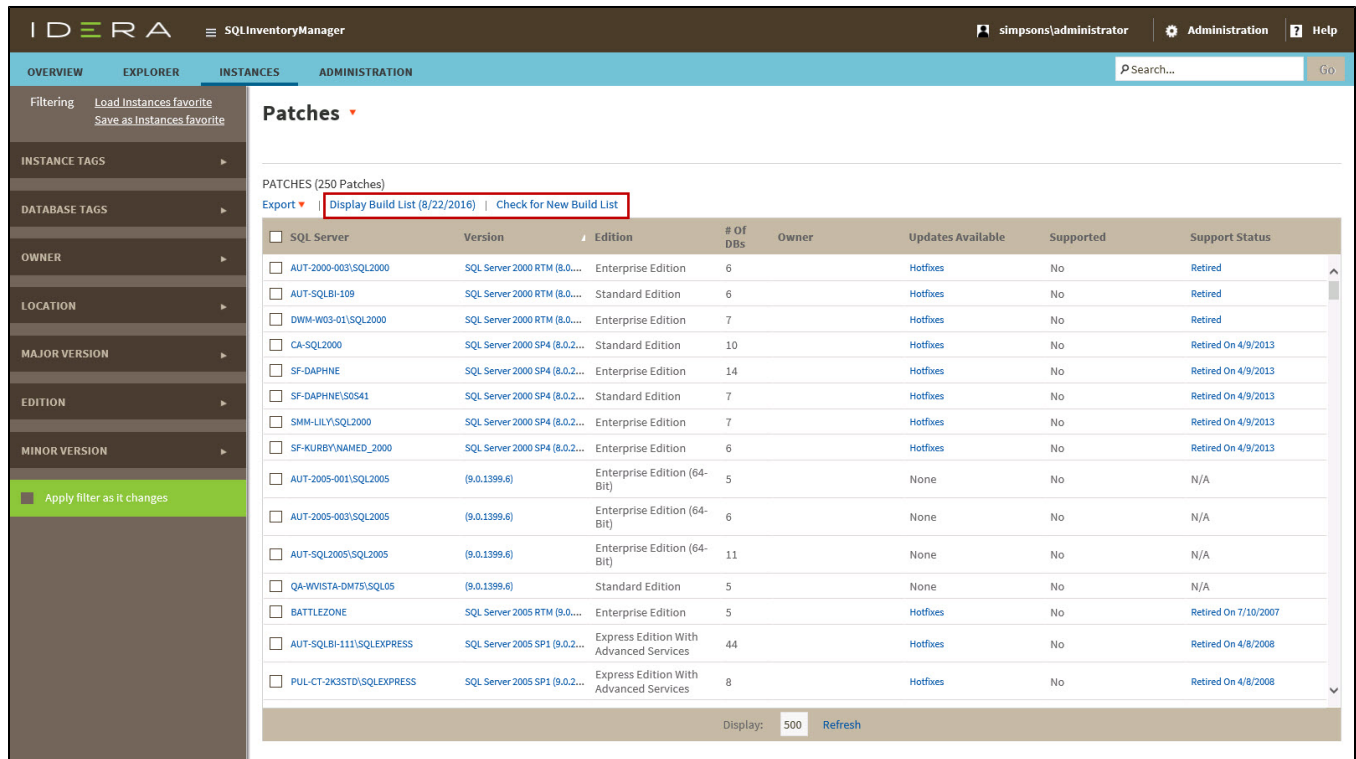 IDERA
SQLInventoryManager
simpsons\administrator
Administration
? Help
OVERVIEW EXPLORER INSTANCES ADMINISTRATION
Search... Go
Filtering Load Instances favorite
Save as Instances favorite
INSTANCE TAGS
DATABASE TAGS
OWNER
LOCATION
MAJOR VERSION
EDITION
MINOR VERSION
Apply filter as it changes
Patches
PATCHES (250 Patches)
Export | Display Build List (8/22/2016) | Check for New Build List
SQL Server Version Edition # Of DBs Owner Updates Available Supported Support Status
AUT-2000-003\SQL2000 SQL Server 2000 RTM (8.0.... Enterprise Edition 6 Hotfixes No Retired
AUT-SQLBI-109 SQL Server 2000 RTM (8.0.... Standard Edition 6 Hotfixes No Retired
DWM-W03-01\SQL2000 SQL Server 2000 RTM (8.0.... Enterprise Edition 7 Hotfixes No Retired
CA-SQL2000 SQL Server 2000 SP4 (8.0.2... Standard Edition 10 Hotfixes No Retired On 4/9/2013
SF-DAPHNE SQL Server 2000 SP4 (8.0.2... Enterprise Edition 14 Hotfixes No Retired On 4/9/2013
SF-DAPHNE\S0S41 SQL Server 2000 SP4 (8.0.2... Standard Edition 7 Hotfixes No Retired On 4/9/2013
SMM-LILY\SQL2000 SQL Server 2000 SP4 (8.0.2... Enterprise Edition 7 Hotfixes No Retired On 4/9/2013
SF-KURBY\NAMED_2000 SQL Server 2000 SP4 (8.0.2... Enterprise Edition 6 Hotfixes No Retired On 4/9/2013
AUT-2005-001\SQL2005 (9.0.1399.6) Enterprise Edition (64-Bit) 5 None No N/A
AUT-2005-003\SQL2005 (9.0.1399.6) Enterprise Edition (64-Bit) 6 None No N/A
AUT-SQL2005\SQL2005 (9.0.1399.6) Enterprise Edition (64-Bit) 11 None No N/A
QA-WVISTA-DM75\SQL05 (9.0.1399.6) Standard Edition 5 None No N/A
BATTLEZONE SQL Server 2005 RTM (9.0.... Enterprise Edition 5 Hotfixes No Retired On 7/10/2007
AUT-SQLBI-111\SQLEXPRESS SQL Server 2005 SP1 (9.0.2... Express Edition With Advanced Services 44 Hotfixes No Retired On 4/8/2008
PUL-CT-2K3STD\SQLEXPRESS SQL Server 2005 SP1 (9.0.2... Express Edition With Advanced Services 8 Hotfixes No Retired On 4/8/2008
Display: 500 Refresh